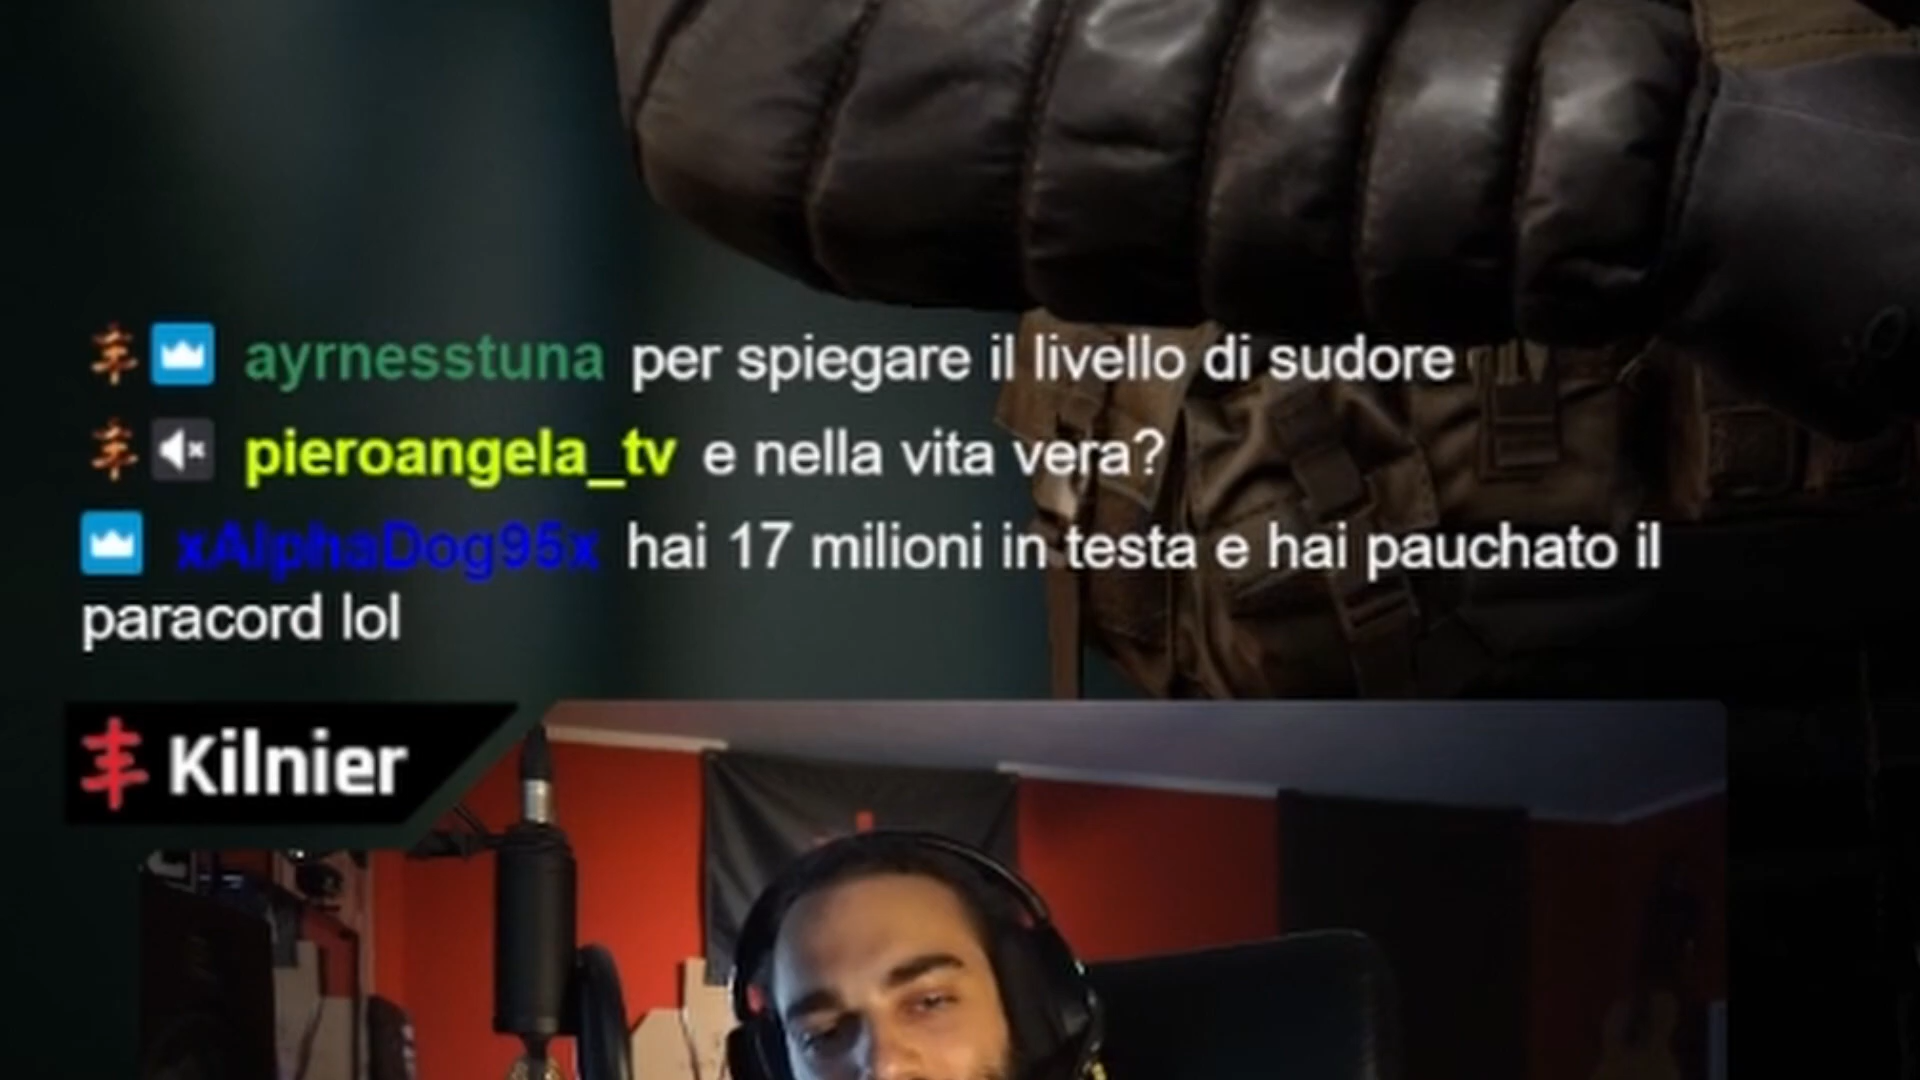 ayrnesstuna per spiegare il livello di sudore
pieroangela_tv e nella vita vera?
xAlphaDog95x hai 17 milioni in testa e hai pauchato il
paracord lol
Kilnier